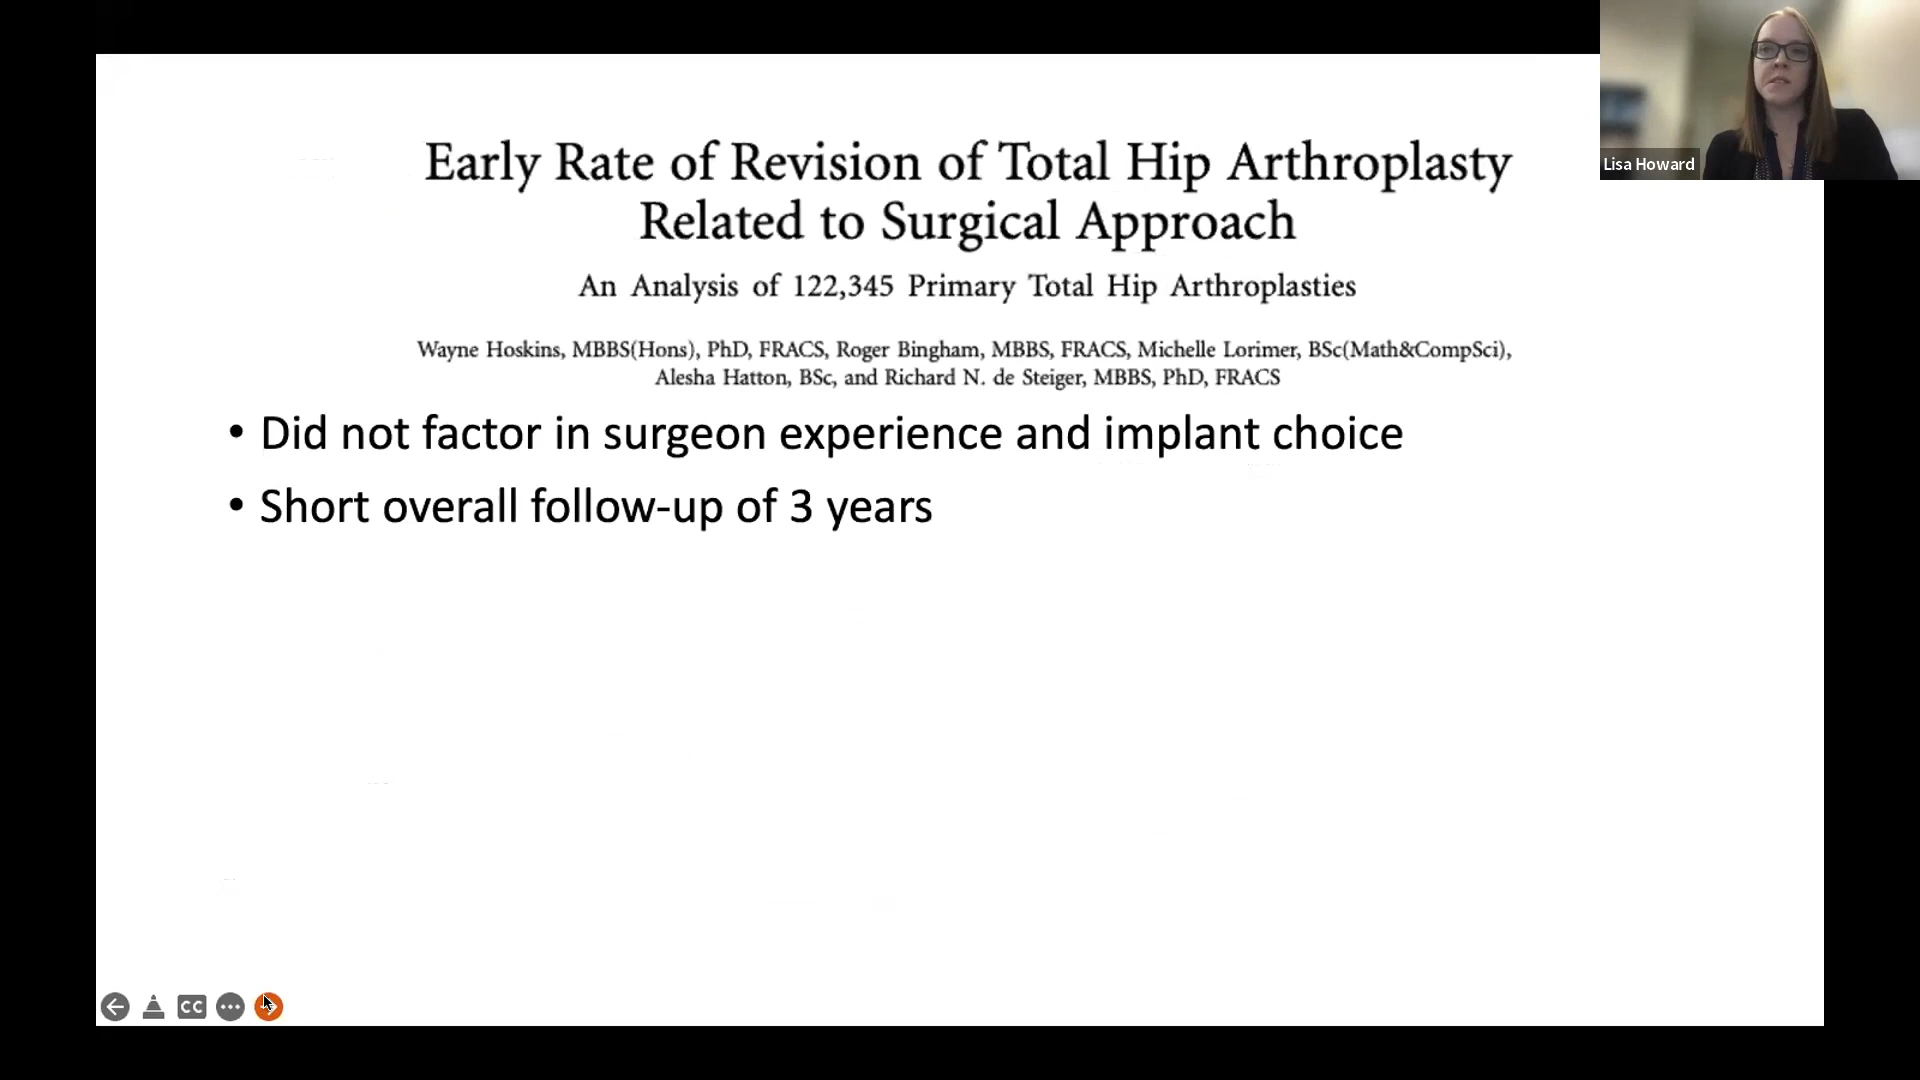 Early Rate of Revision of Total Hip Arthroplasty
Related to Surgical Approach
An Analysis of 122,345 Primary Total Hip Arthroplasties
Wayne Hoskins, MBBS(Hons), PhD, FRACS, Roger Bingham, MBBS, FRACS, Michelle Lorimer, BSc(Math&CompSci),
Alesha Hatton, BSc, and Richard N. de Steiger, MBBS, PhD, FRACS
• Did not factor in surgeon experience and implant choice
• Short overall follow-up of 3 years
Lisa Howard
CC